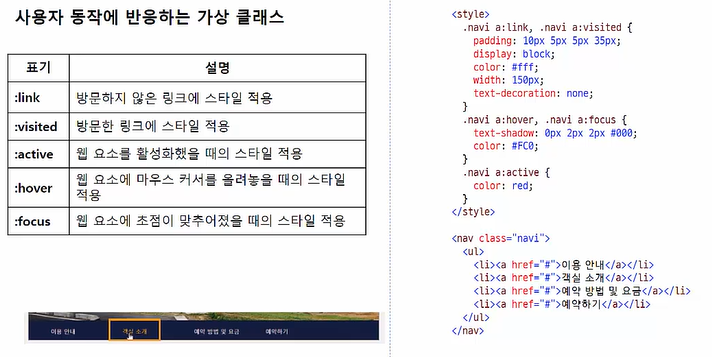 사용자 동작에 반응하는 가상 클래스
표기 설명
:link 방문하지 않은 링크에 스타일 적용
:visited 방문한 링크에 스타일 적용
:active 웹 요소를 활성화했을 때의 스타일 적용
:hover 웹 요소에 마우스 커서를 올려놓을 때의 스타일
적용
:focus 웹 요소에 초점이 맞추어졌을 때의 스타일 적용
이용 안내 객실 소개 예약 방법 및 요금 예약하기
<style>
.navi a:link, .navi a:visited {
padding: 10px 5px 5px 35px;
display: block;
color: #fff;
width: 150px;
text-decoration: none;
}
.navi a:hover, .navi a:focus {
text-shadow: 0px 2px 2px #000;
color: #FC0;
}
.navi a:active {
color: red;
}
</style>
<nav class="navi">
<ul>
<li><a href="#">이용 안내</a></li>
<li><a href="#">객실 소개</a></li>
<li><a href="#">예약 방법 및 요금</a></li>
<li><a href="#">예약하기</a></li>
</ul>
</nav>